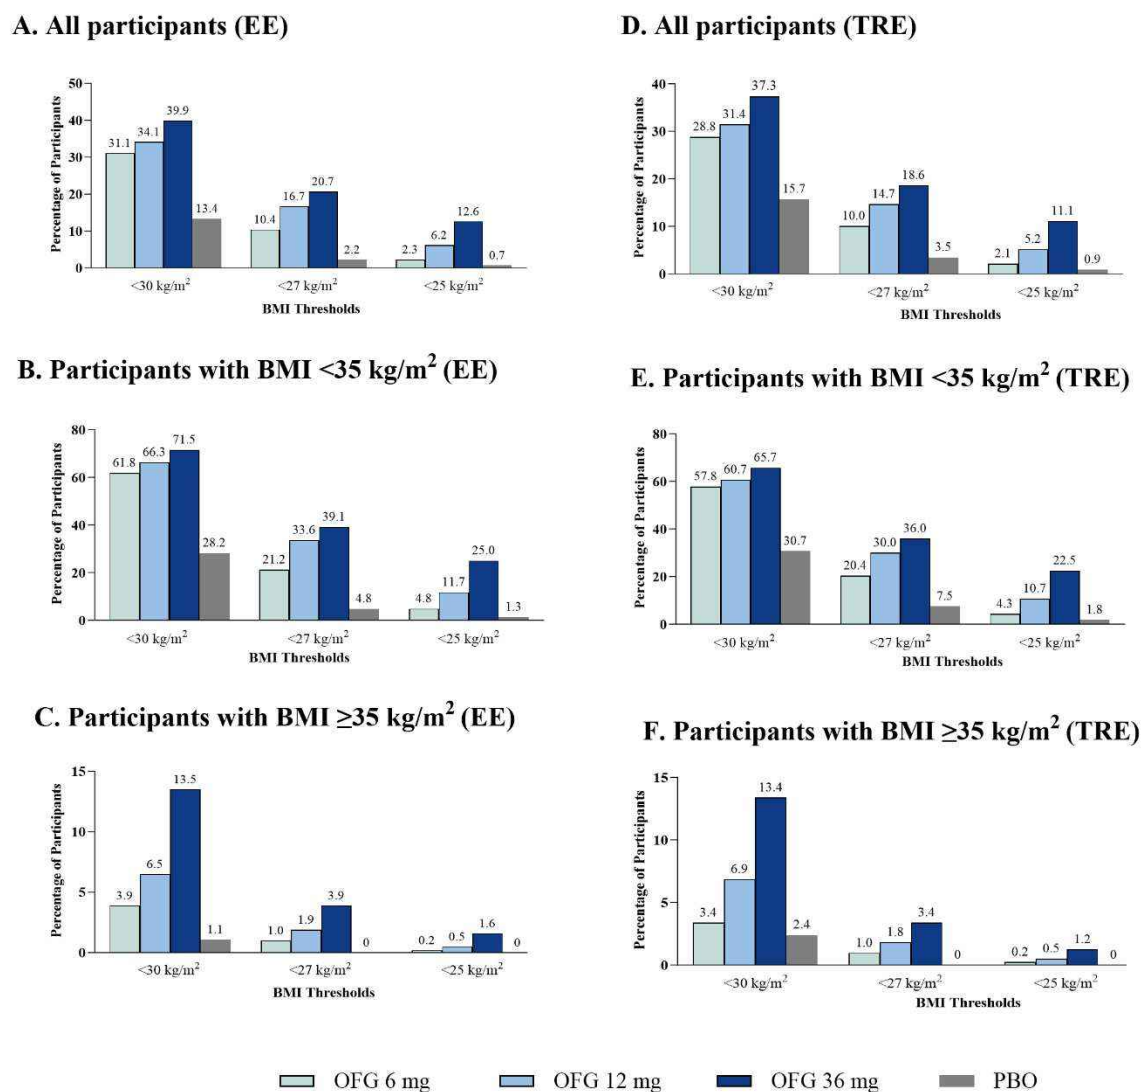 A. All participants (EE)
Percentage of Participants
50
40
30
20
10
0
31.1 34.1 39.9 13.4
10.4 16.7 20.7 2.2
2.3 6.2 12.6 0.7
<30 kg/m² <27 kg/m² <25 kg/m²
BMI Thresholds
B. Participants with BMI <35 kg/m² (EE)
Percentage of Participants
80
60
40
20
0
61.8 66.3 71.5 28.2
21.2 33.6 39.1 4.8
4.8 11.7 25.0 1.3
<30 kg/m² <27 kg/m² <25 kg/m²
BMI Thresholds
C. Participants with BMI ≥35 kg/m² (EE)
Percentage of Participants
15
10
5
0
3.9 6.5 13.5 1.1
1.0 1.9 3.9 0
0.2 0.5 1.6 0
<30 kg/m² <27 kg/m² <25 kg/m²
BMI Thresholds
D. All participants (TRE)
Percentage of Participants
40
30
20
10
0
28.8 31.4 37.3 15.7
10.0 14.7 18.6 3.5
2.1 5.2 11.1 0.9
<30 kg/m² <27 kg/m² <25 kg/m²
BMI Thresholds
E. Participants with BMI <35 kg/m² (TRE)
Percentage of Participants
80
60
40
20
0
57.8 60.7 65.7 30.7
20.4 30.0 36.0 7.5
4.3 10.7 22.5 1.8
<30 kg/m² <27 kg/m² <25 kg/m²
BMI Thresholds
F. Participants with BMI ≥35 kg/m² (TRE)
Percentage of Participants
15
10
5
0
3.4 6.9 13.4 2.4
1.0 1.8 3.4 0
0.2 0.5 1.2 0
<30 kg/m² <27 kg/m² <25 kg/m²
BMI Thresholds
OFG 6 mg OFG 12 mg OFG 36 mg PBO